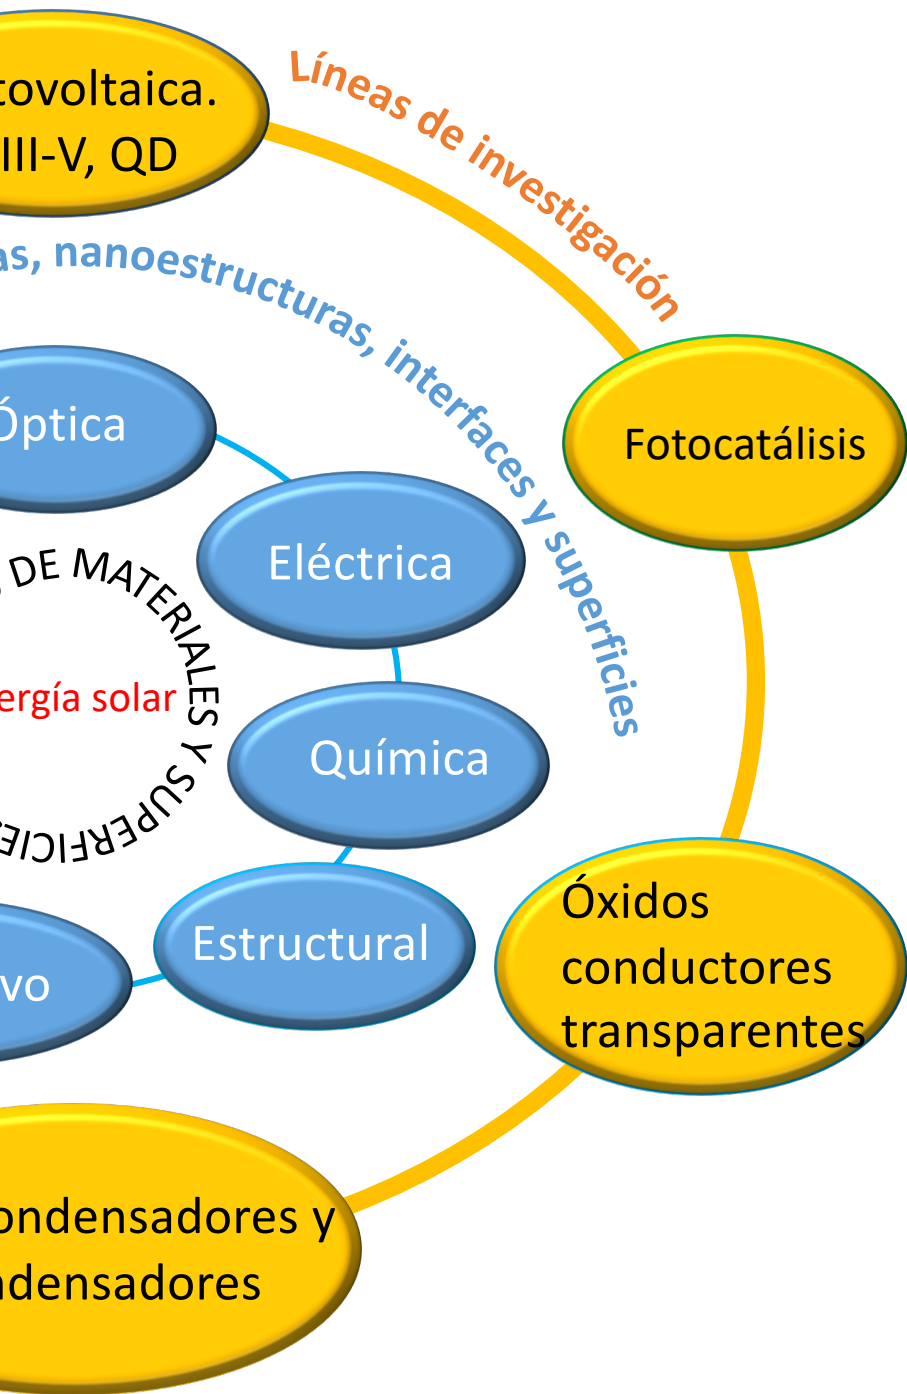 tovoltaica.
III-V, QD
Líneas de investigación
as, nanoestructuras, interfaces y superficies
Óptica
Eléctrica
Fotocatálisis
DE MATERIALES Y SUPERFICIE
ergía solar
Química
Estructural
vo
Óxidos
conductores
transparentes
ondensadores y
ndensadores